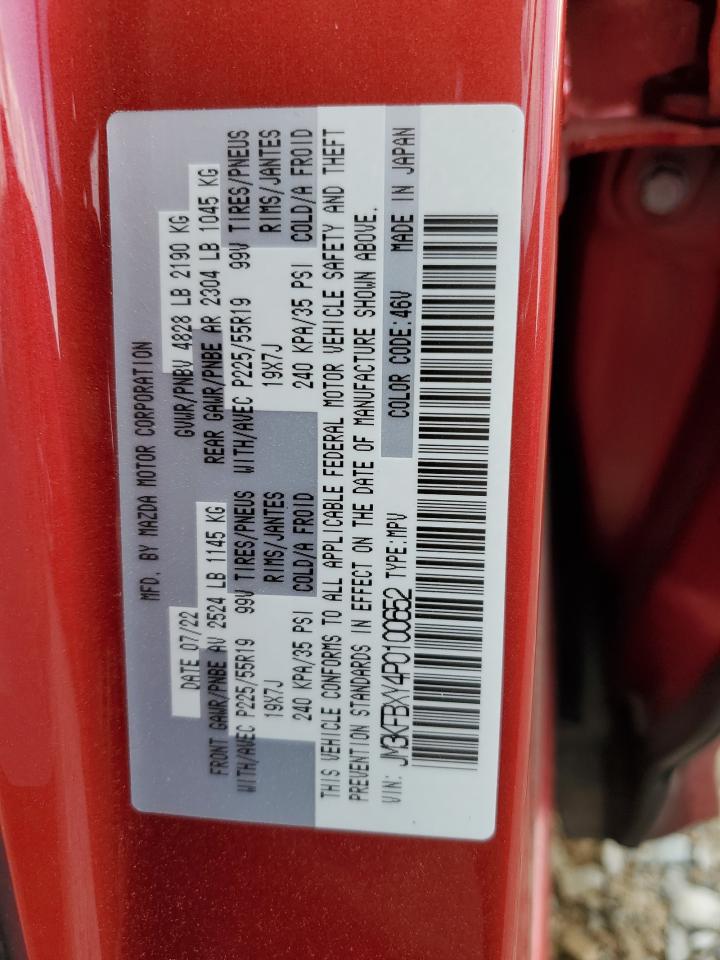 MFD. BY MAZDA MOTOR CORPORATION
DATE 07/22 GVWR/PNBV 4828 LB 2190 KG
FRONT GAWR/PNBE AV 2524 LB 1145 KG REAR GAWR/PNBE AR 2304 LB 1045 KG
WITH/AVEC P225/55R19 99V TIRES/PNEUS WITH/AVEC P225/55R19 99V TIRES/PNEUS
19X7J RIMS/JANTES 19X7J RIMS/JANTES
240 KPA/35 PSI COLD/A FROID 240 KPA/35 PSI COLD/A FROID
THIS VEHICLE CONFORMS TO ALL APPLICABLE FEDERAL MOTOR VEHICLE SAFETY AND THEFT
PREVENTION STANDARDS IN EFFECT ON THE DATE OF MANUFACTURE SHOWN ABOVE.
VIN: JM3KFBXY4P0100652 TYPE:MPV COLOR CODE:46V MADE IN JAPAN